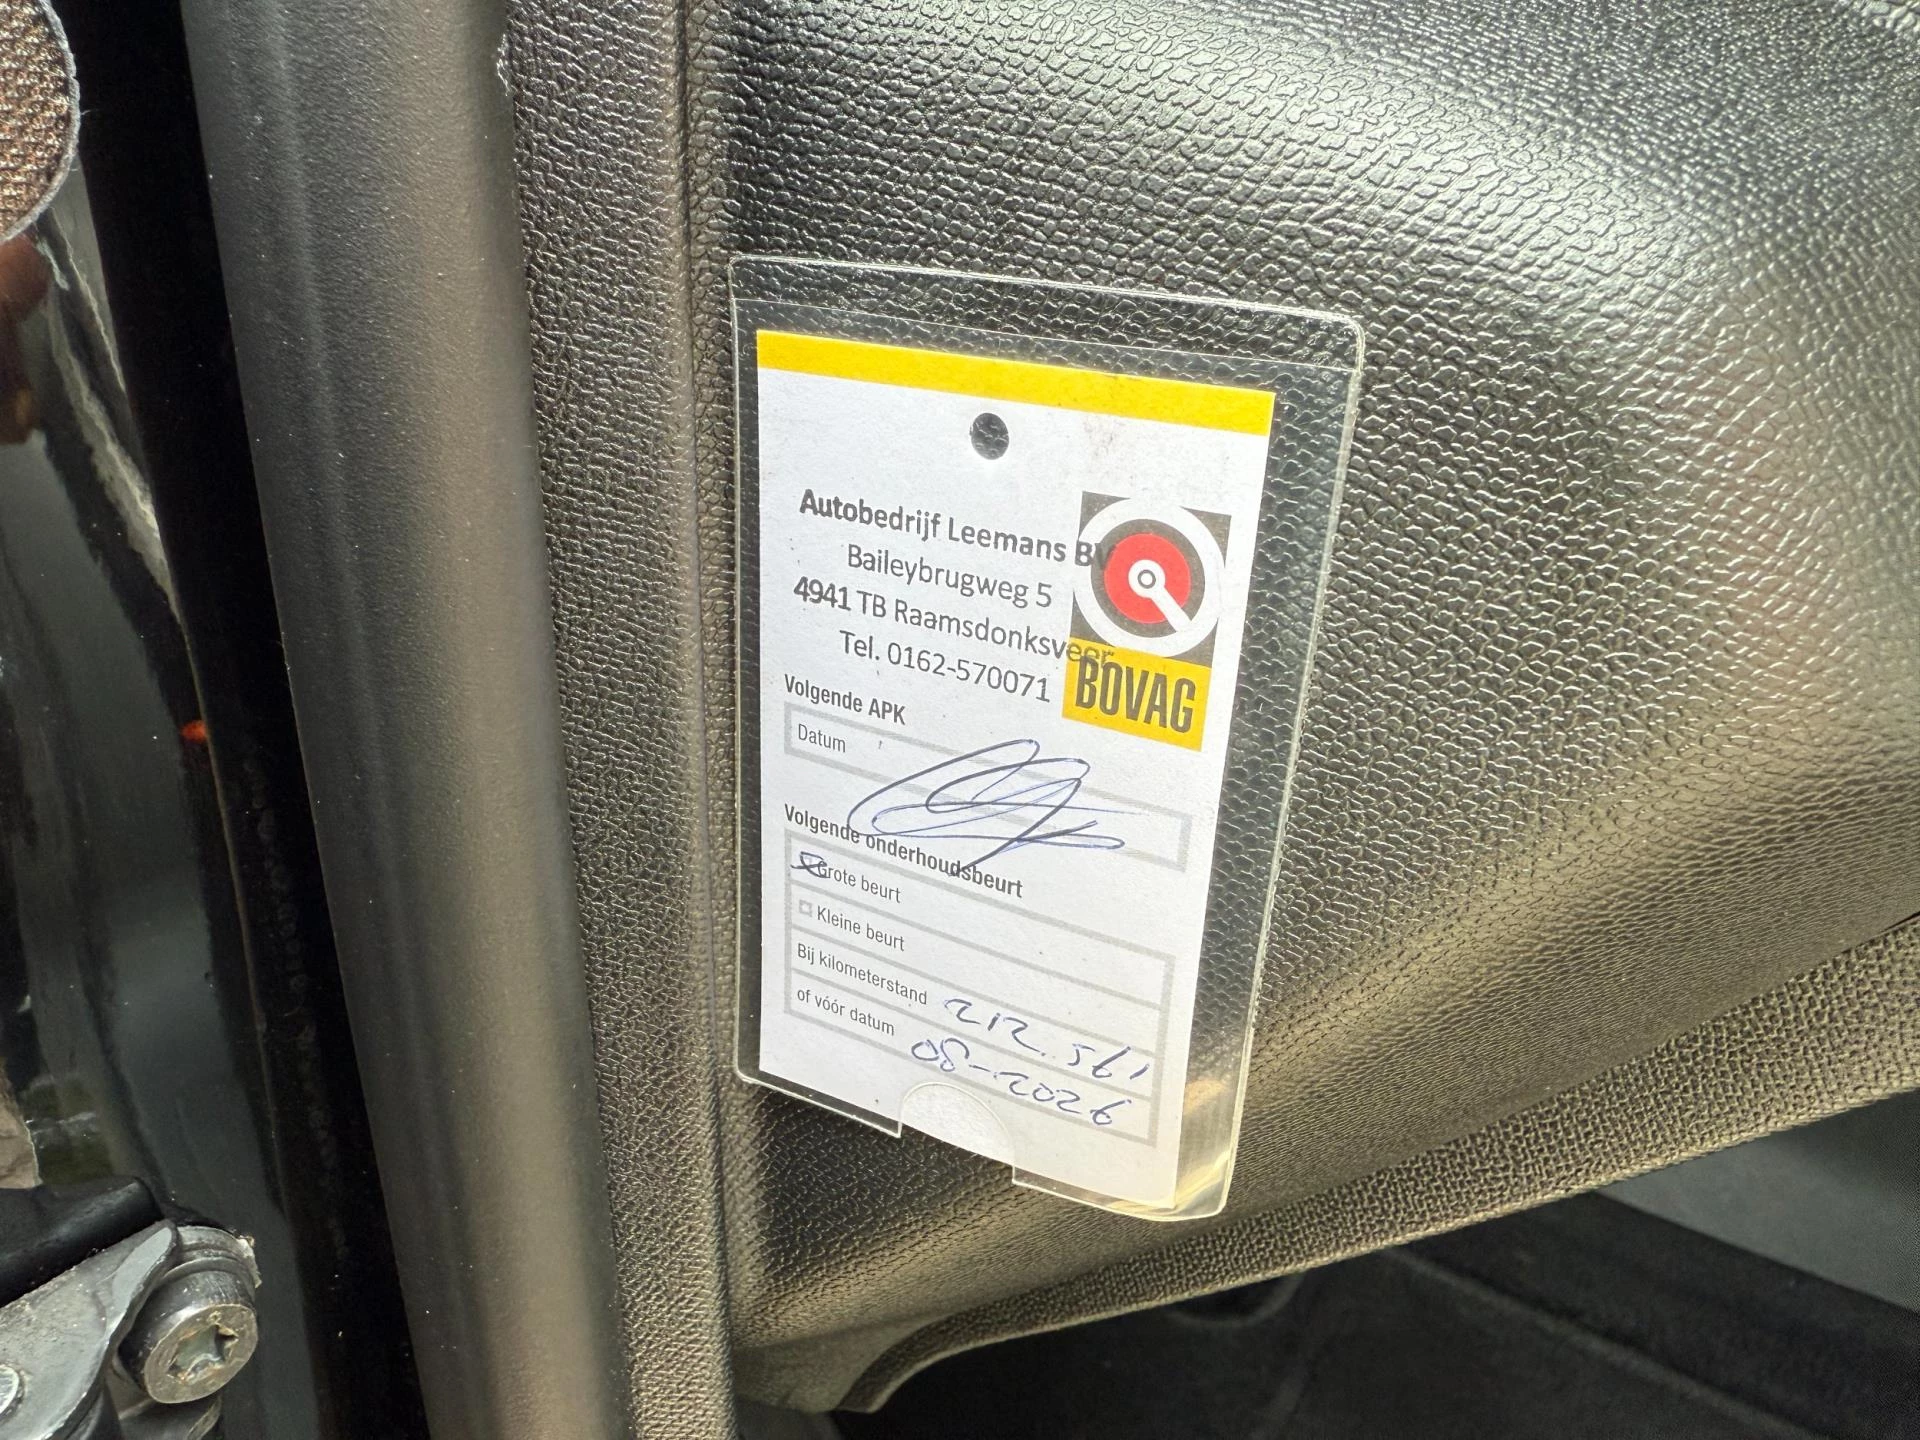 Autobedrijf Leemans BV
Baileybrugweg 5
4941 TB Raamsdonksveer
Tel. 0162-570071
BOVAG
Volgende APK
Datum
Volgende onderhoudsbeurt
Grote beurt
Kleine beurt
Bij kilometerstand 212.561
of vóór datum 08-2026